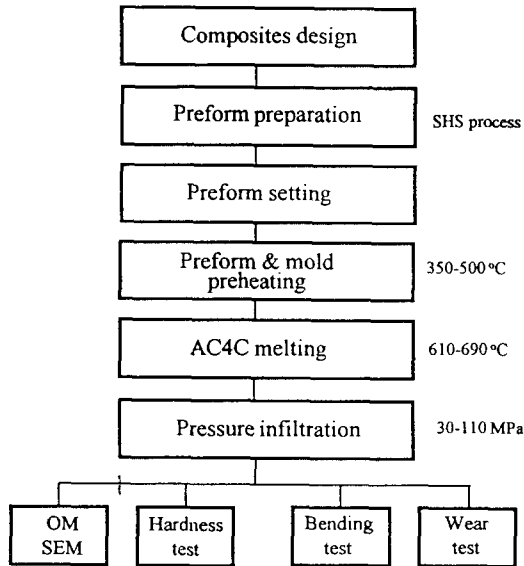 Composites design
Preform preparation
SHS process
Preform setting
Preform & mold
preheating
350-500 °C
AC4C melting
610-690 °C
Pressure infiltration
30-110 MPa
OM
SEM
Hardness
test
Bending
test
Wear
test